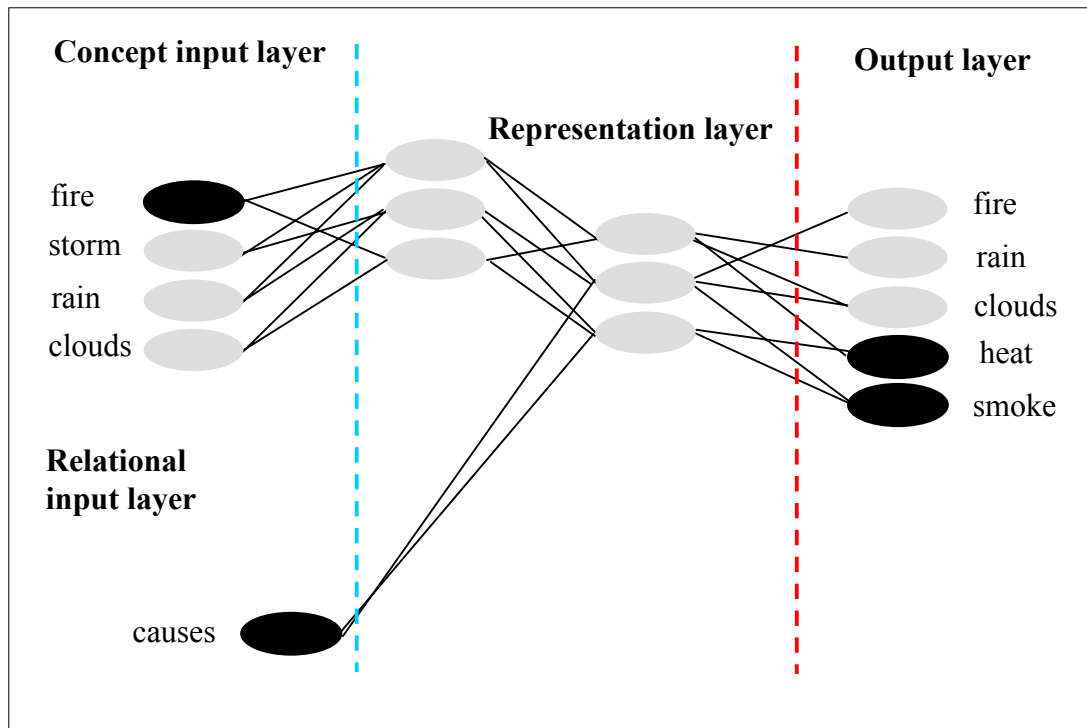 Concept input layer
Output layer
Representation layer
fire
storm
rain
clouds
fire
rain
clouds
heat
smoke
Relational
input layer
causes